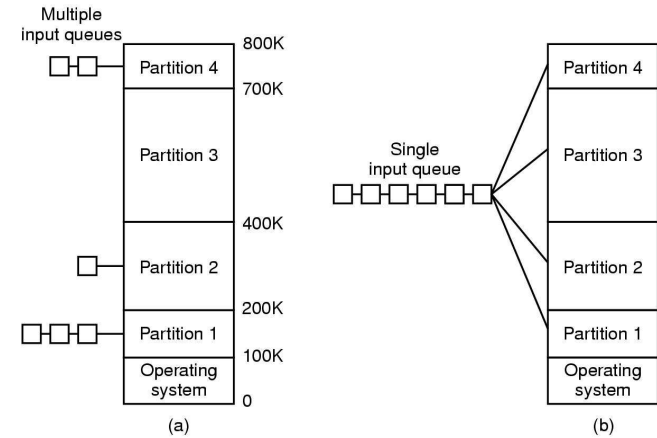 Multiple
input queues
800K
Partition 4
700K
Partition 3
400K
Partition 2
200K
Partition 1
100K
Operating
system
0
(a)
Single
input queue
Partition 4
Partition 3
Partition 2
Partition 1
Operating
system
(b)